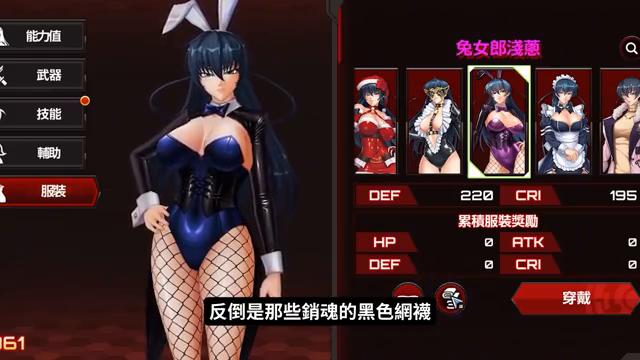 能力值
武器
技能
輔助
服裝
兔女郎淺蔥
DEF 220 CRI 195
累積服裝獎勵
HP 0 ATK 0
DEF 0 CRI 0
穿戴
反倒是那些銷魂的黑色網襪
961